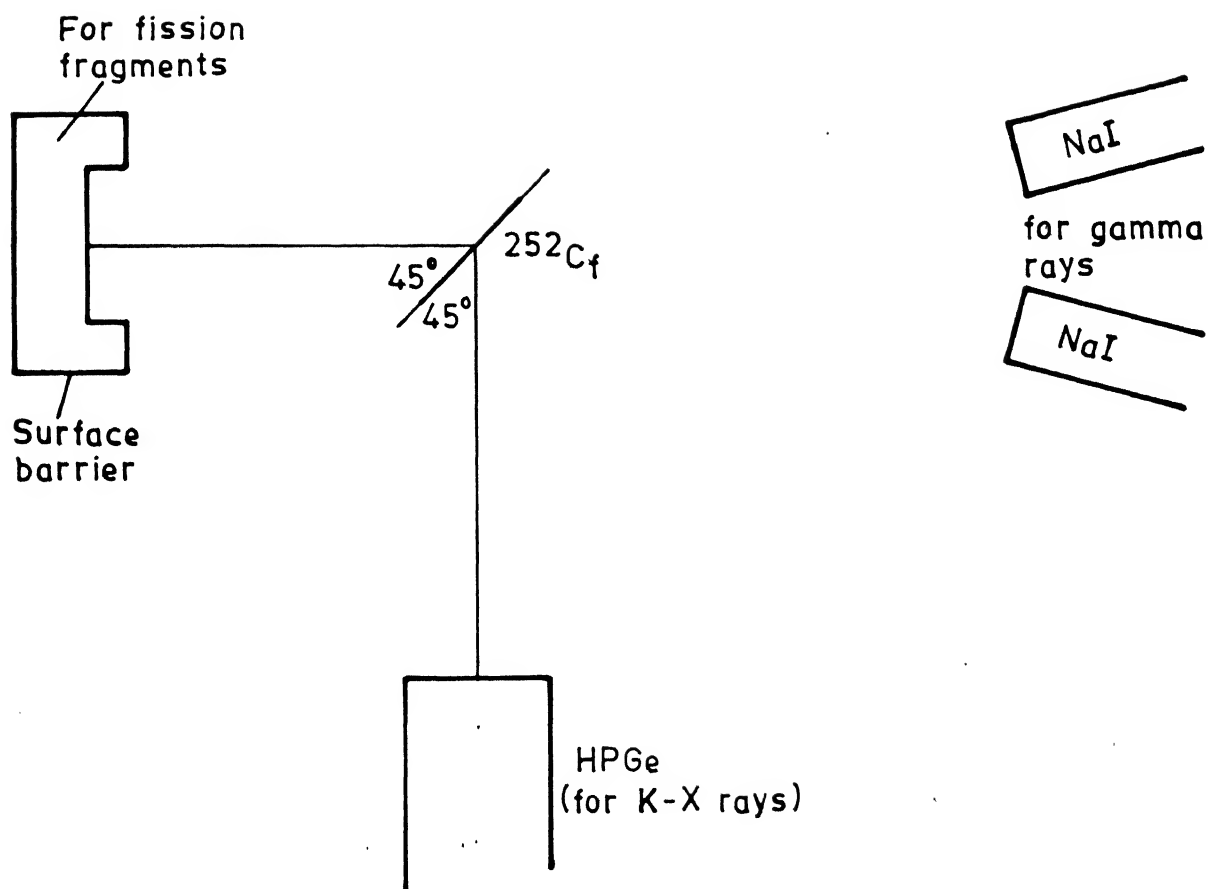 For fission
fragments
NaI
for gamma
rays
252Cf
45°
45°
NaI
Surface
barrier
HPGe
(for K-X rays)